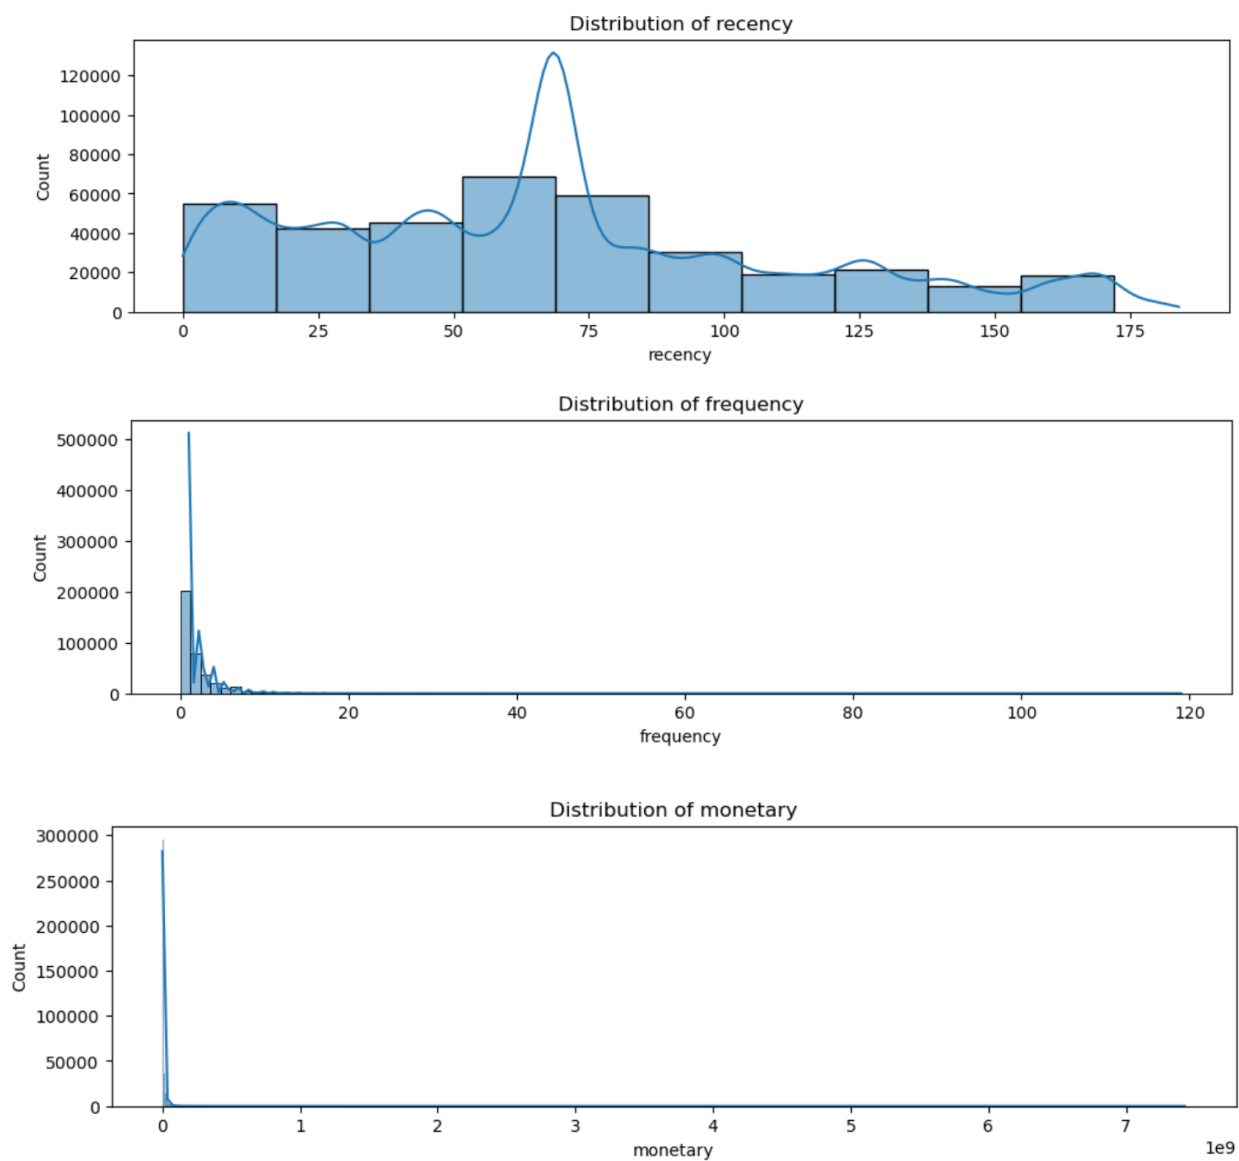 Distribution of recency
120000
100000
80000
60000
40000
20000
0
Count
0 25 50 75 100 125 150 175
recency
Distribution of frequency
500000
400000
300000
200000
100000
0
Count
0 20 40 60 80 100 120
frequency
Distribution of monetary
300000
250000
200000
150000
100000
50000
0
Count
0 1 2 3 4 5 6 7
1e9
monetary